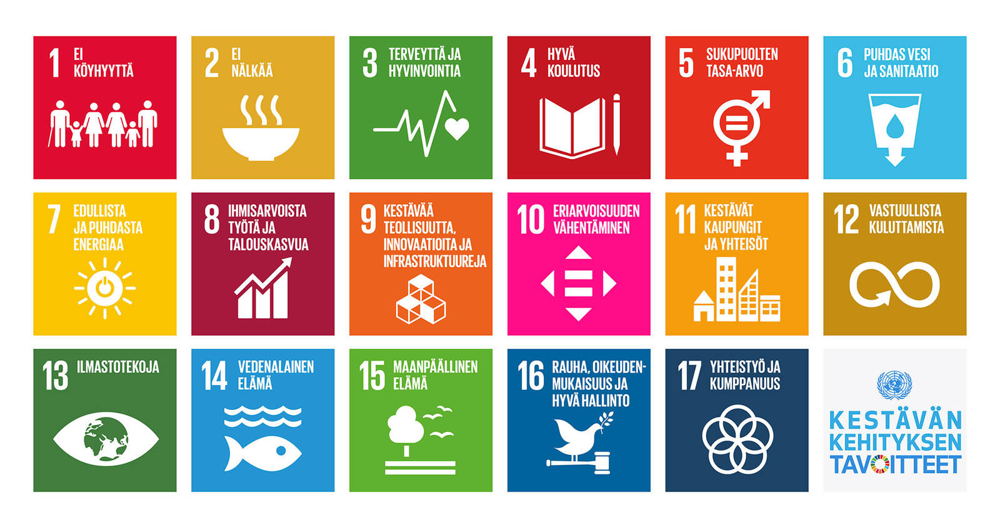 1 EI
KÖYHYYTTÄ
2 EI
NÄLKÄÄ
3 TERVEYTTÄ JA
HYVINVOINTIA
4 HYVÄ
KOULUTUS
5 SUKUPUOLTEN
TASA-ARVO
6 PUHDAS VESI
JA SANITAATIO
7 EDULLISTA
JA PUHDASTA
ENERGIAA
8 IHMISARVOISTA
TYÖTÄ JA
TALOUSKASVUA
9 KESTÄVÄÄ
TEOLLISUUTTA,
INNOVAATIOITA JA
INFRASTRUKTUUREJA
10 ERIARVOISUUDEN
VÄHENTÄMINEN
11 KESTÄVÄT
KAUPUNGIT
JA YHTEISÖT
12 VASTUULLISTA
KULUTTAMISTA
13 ILMASTOTEKOJA
14 VEDENALAINEN
ELÄMÄ
15 MAANPÄÄLLINEN
ELÄMÄ
16 RAUHA, OIKEUDEN-
MUKAISUUS JA
HYVÄ HALLINTO
17 YHTEISTYÖ JA
KUMPPANUUS
KESTÄVÄN
KEHITYKSEN
TAVOITTEET